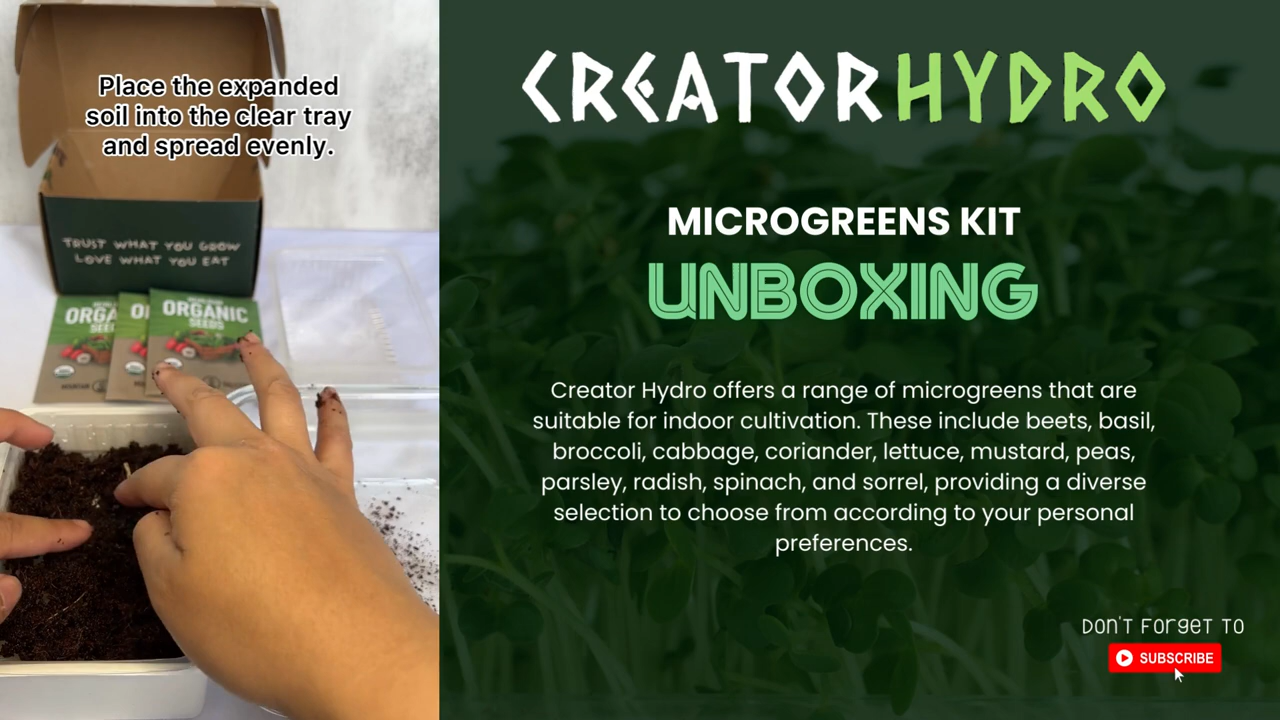 Place the expanded
soil into the clear tray
and spread evenly.
TRUST WHAT YOU GROW
LOVE WHAT YOU EAT
ORGANIC
SEEDS
CREATORHYDRO
MICROGREENS KIT
UNBOXING
Creator Hydro offers a range of microgreens that are
suitable for indoor cultivation. These include beets, basil,
broccoli, cabbage, coriander, lettuce, mustard, peas,
parsley, radish, spinach, and sorrel, providing a diverse
selection to choose from according to your personal
preferences.
DON'T FORGET TO
SUBSCRIBE